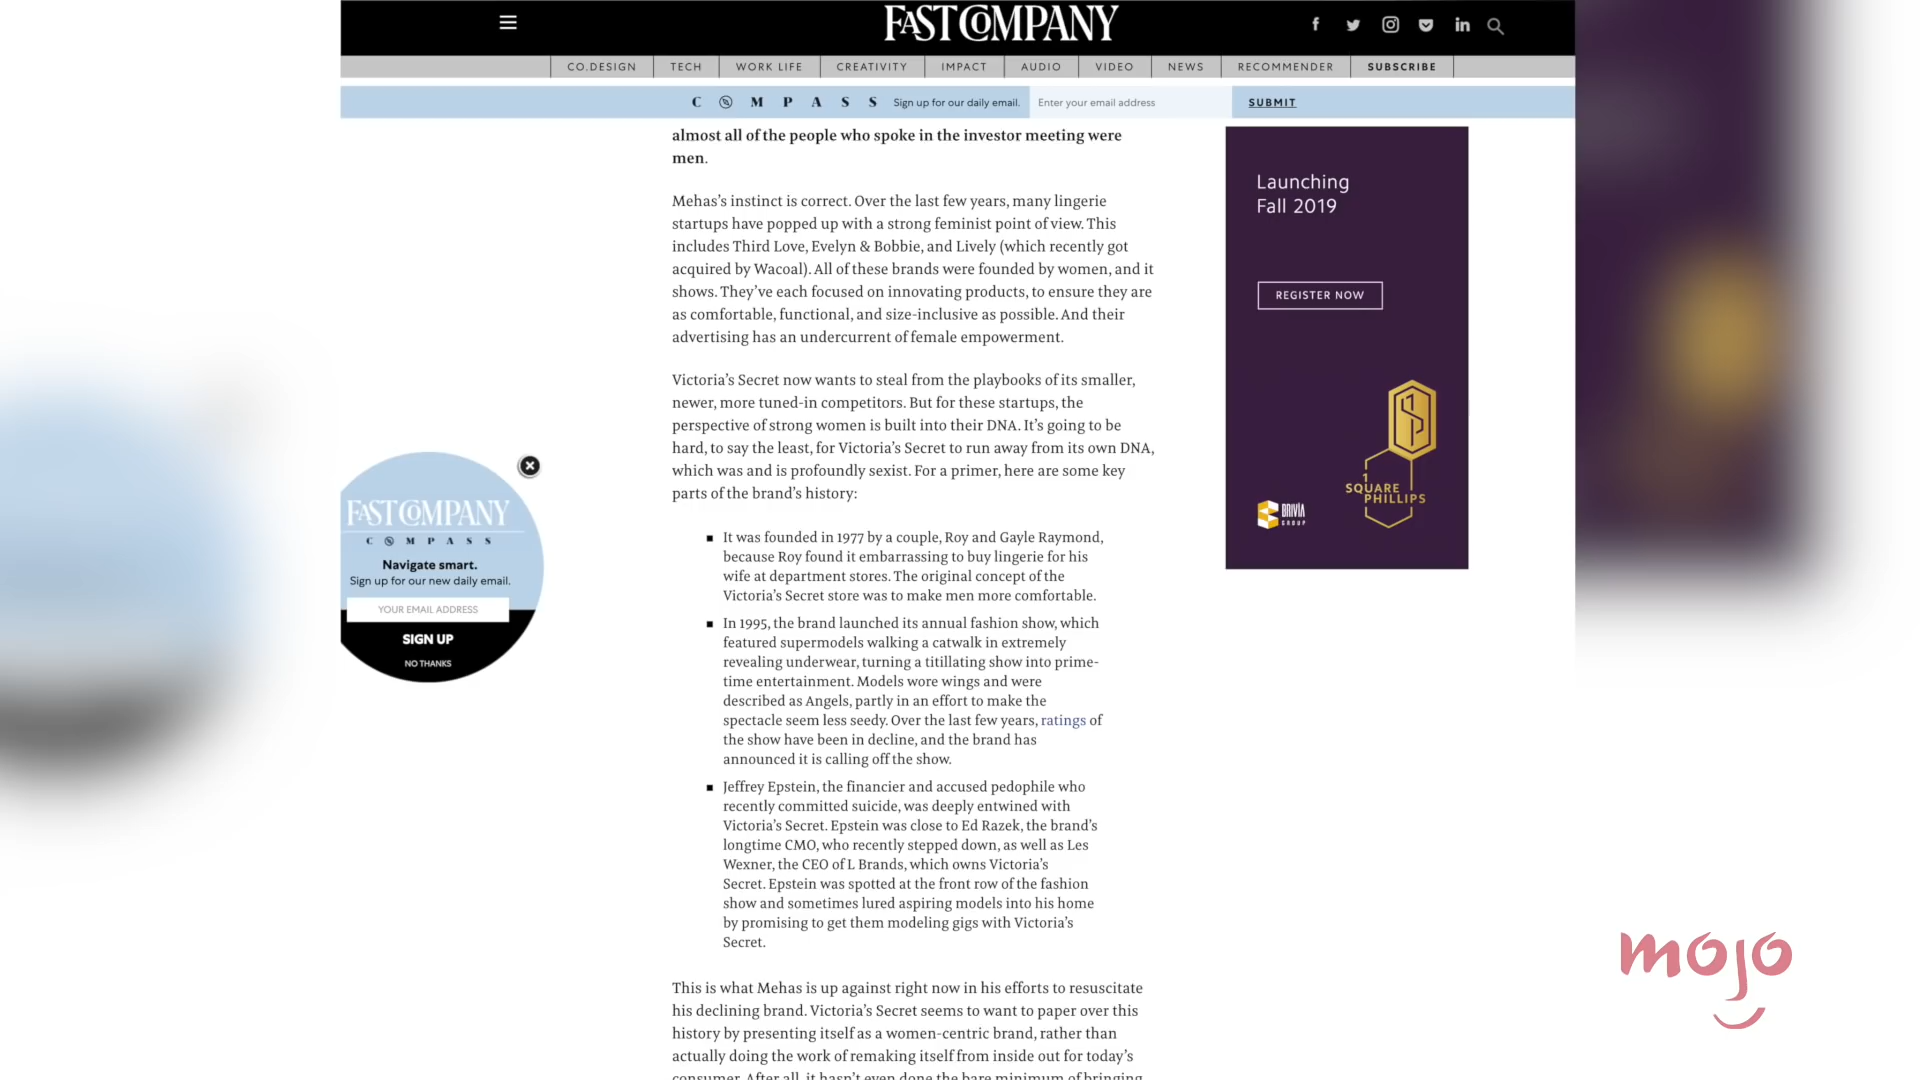 FAST COMPANY
CO.DESIGN TECH WORK LIFE CREATIVITY IMPACT AUDIO VIDEO NEWS RECOMMENDER SUBSCRIBE
COMPASS Sign up for our daily email. Enter your email address SUBMIT
almost all of the people who spoke in the investor meeting were
men.
Mehas’s instinct is correct. Over the last few years, many lingerie
startups have popped up with a strong feminist point of view. This
includes Third Love, Evelyn & Bobbie, and Lively (which recently got
acquired by Wacoal). All of these brands were founded by women, and it
shows. They’ve each focused on innovating products, to ensure they are
as comfortable, functional, and size-inclusive as possible. And their
advertising has an undercurrent of female empowerment.
Victoria’s Secret now wants to steal from the playbooks of its smaller,
newer, more tuned-in competitors. But for these startups, the
perspective of strong women is built into their DNA. It’s going to be
hard, to say the least, for Victoria’s Secret to run away from its own DNA,
which was and is profoundly sexist. For a primer, here are some key
parts of the brand’s history:
It was founded in 1977 by a couple, Roy and Gayle Raymond,
because Roy found it embarrassing to buy lingerie for his
wife at department stores. The original concept of the
Victoria’s Secret store was to make men more comfortable.
In 1995, the brand launched its annual fashion show, which
featured supermodels walking a catwalk in extremely
revealing underwear, turning a titillating show into prime-
time entertainment. Models wore wings and were
described as Angels, partly in an effort to make the
spectacle seem less seedy. Over the last few years, ratings of
the show have been in decline, and the brand has
announced it is calling off the show.
Jeffrey Epstein, the financier and accused pedophile who
recently committed suicide, was deeply entwined with
Victoria’s Secret. Epstein was close to Ed Razek, the brand’s
longtime CMO, who recently stepped down, as well as Les
Wexner, the CEO of L Brands, which owns Victoria’s
Secret. Epstein was spotted at the front row of the fashion
show and sometimes lured aspiring models into his home
by promising to get them modeling gigs with Victoria’s
Secret.
This is what Mehas is up against right now in his efforts to resuscitate
his declining brand. Victoria’s Secret seems to want to paper over this
history by presenting itself as a women-centric brand, rather than
actually doing the work of remaking itself from inside out for today’s
consumer. After all, it hasn’t even done the bare minimum of bringing
FAST COMPANY
COMPASS
Navigate smart.
Sign up for our new daily email.
YOUR EMAIL ADDRESS
SIGN UP
NO THANKS
Launching
Fall 2019
REGISTER NOW
1
SQUARE
PHILLIPS
BRIVIA
GROUP
mojo